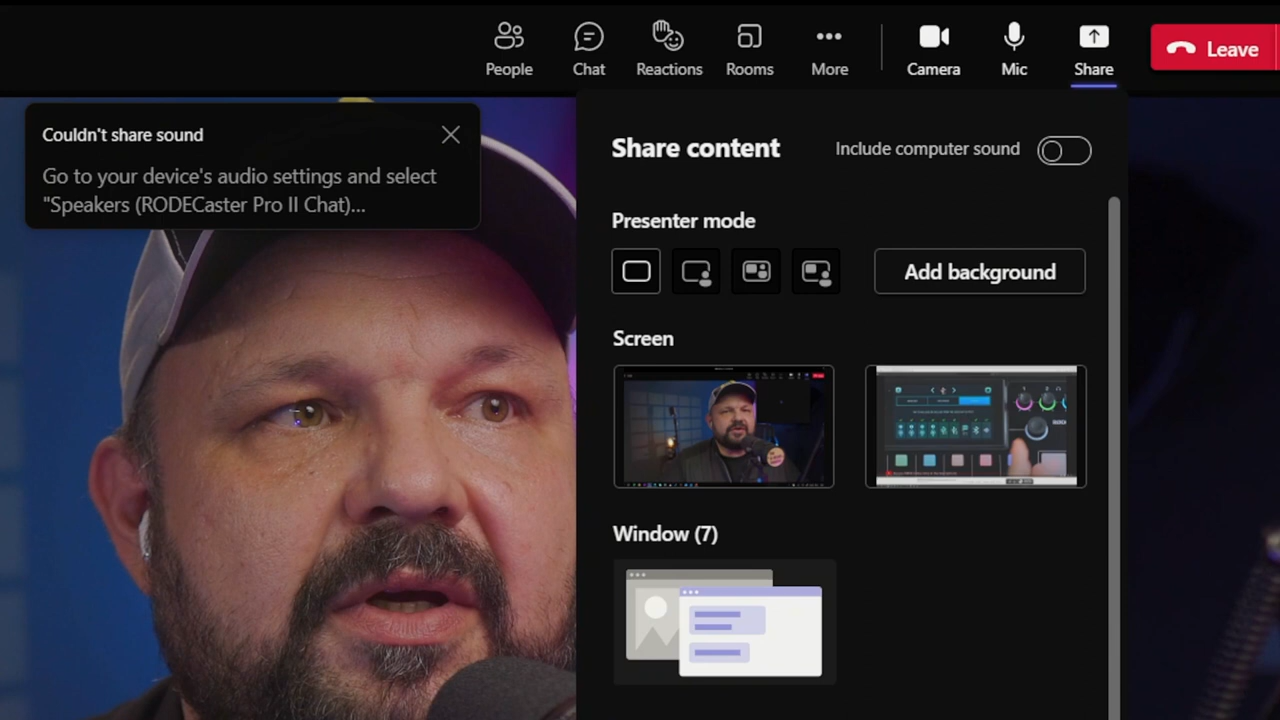 People
Chat
Reactions
Rooms
More
Camera
Mic
Share
Leave
Couldn't share sound
Go to your device's audio settings and select
"Speakers (RODECaster Pro II Chat)...
Share content
Include computer sound
Presenter mode
Add background
Screen
Window (7)